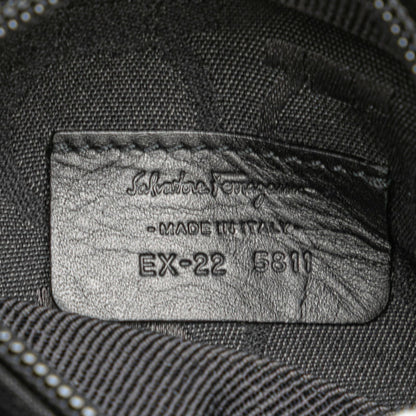 Salvatore Ferragamo
- MADE IN ITALY -
EX-22 5811